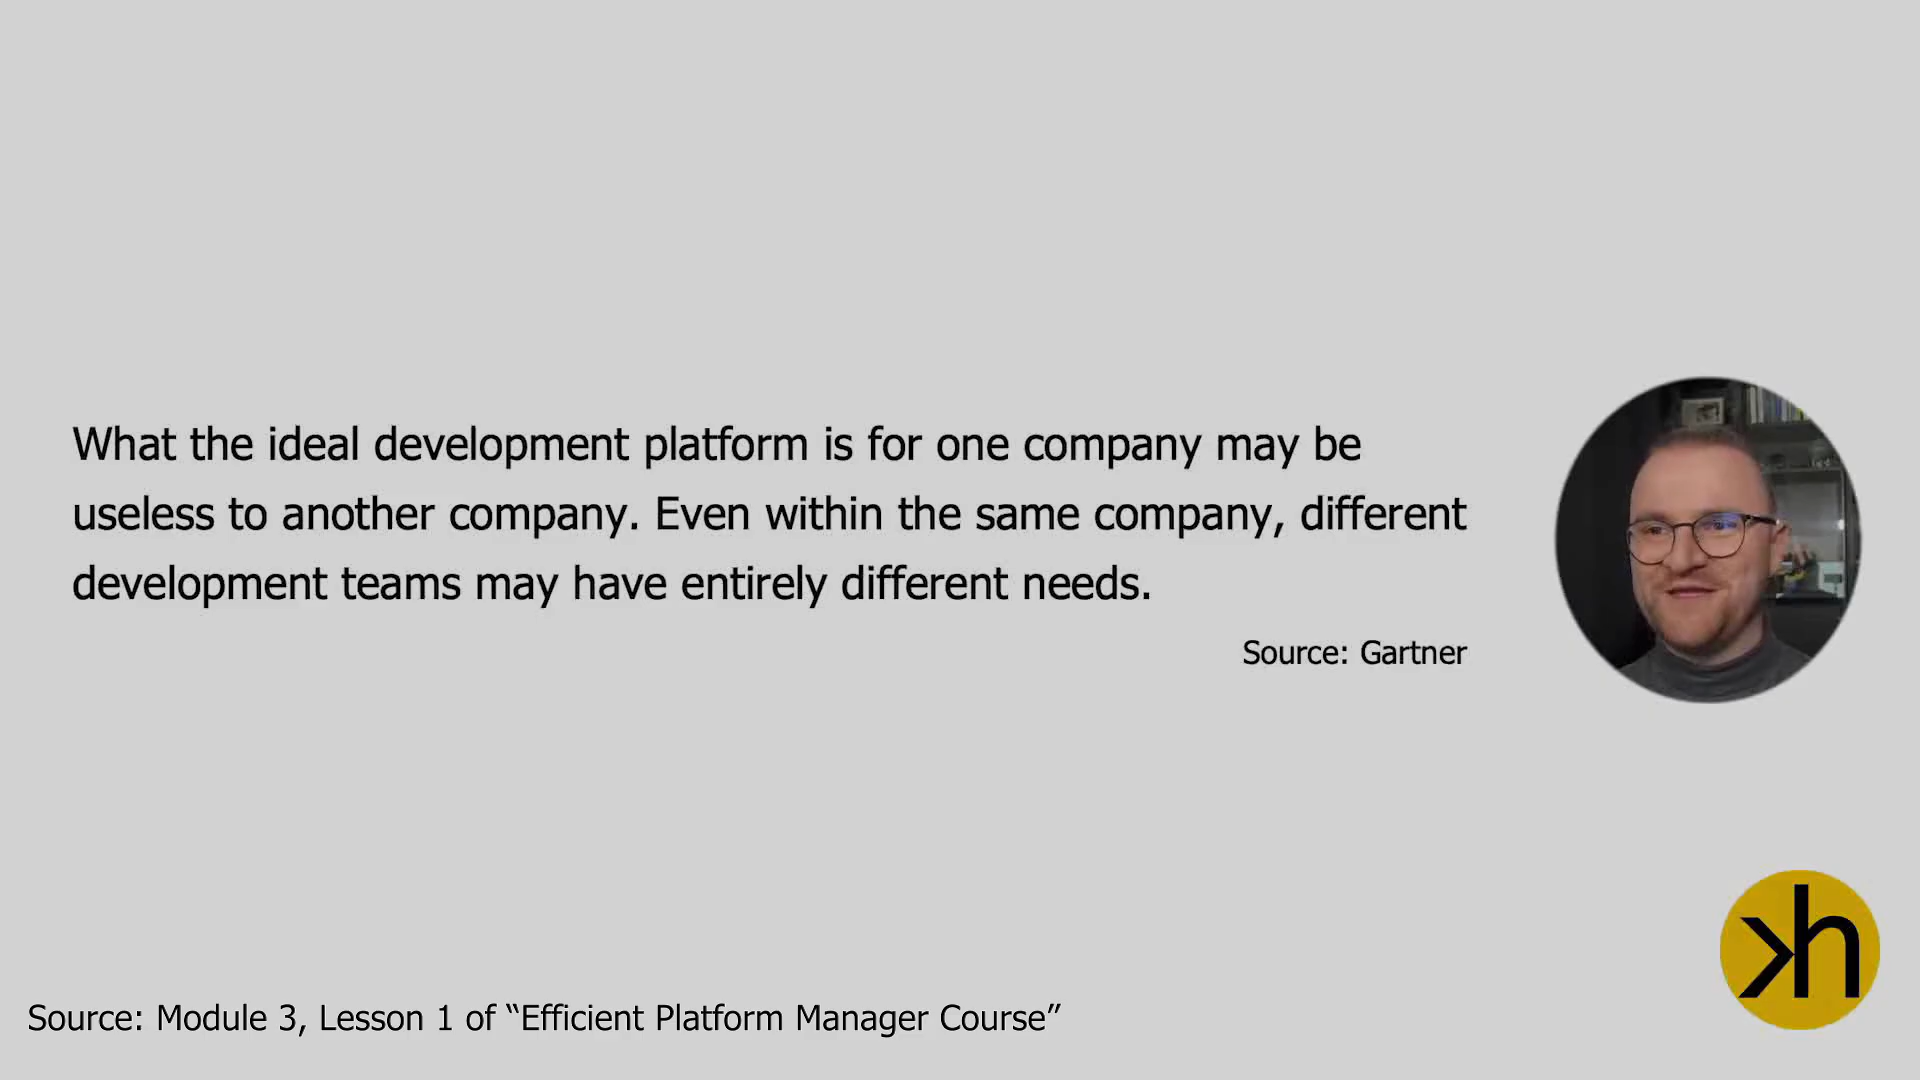 What the ideal development platform is for one company may be
useless to another company. Even within the same company, different
development teams may have entirely different needs.
Source: Gartner
Source: Module 3, Lesson 1 of “Efficient Platform Manager Course”